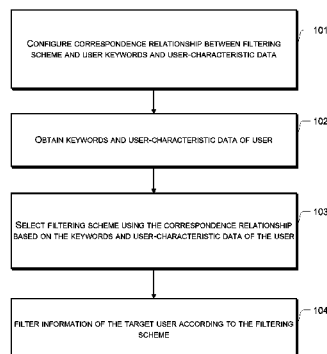 101
CONFIGURE CORRESPONDENCE RELATIONSHIP BETWEEN FILTERING
SCHEME AND USER KEYWORDS AND USER-CHARACTERISTIC DATA
102
OBTAIN KEYWORDS AND USER-CHARACTERISTIC DATA OF USER
103
SELECT FILTERING SCHEME USING THE CORRESPONDENCE RELATIONSHIP
BASED ON THE KEYWORDS AND USER-CHARACTERISTIC DATA OF THE USER
104
FILTER INFORMATION OF THE TARGET USER ACCORDING TO THE FILTERING
SCHEME